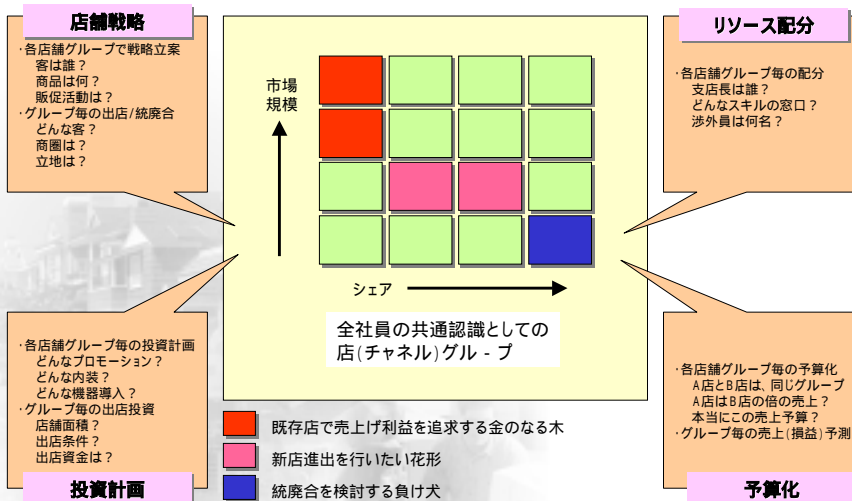 店舗戦略
・各店舗グループで戦略立案
客は誰？
商品は何？
販促活動は？
・グループ毎の出店/統廃合
どんな客？
商圏は？
立地は？
市場
規模
シェア
全社員の共通認識としての
店(チャネル)グル－プ
リソース配分
・各店舗グループ毎の配分
支店長は誰？
どんなスキルの窓口？
渉外員は何名？
・各店舗グループ毎の投資計画
どんなプロモーション？
どんな内装？
どんな機器導入？
・グループ毎の出店投資
店舗面積？
出店条件？
出店資金は？
投資計画
既存店で売上げ利益を追求する金のなる木
新店進出を行いたい花形
統廃合を検討する負け犬
・各店舗グループ毎の予算化
A店とB店は、同じグループ
A店はB店の倍の売上？
本当にこの売上予算？
・グループ毎の売上(損益)予測
予算化